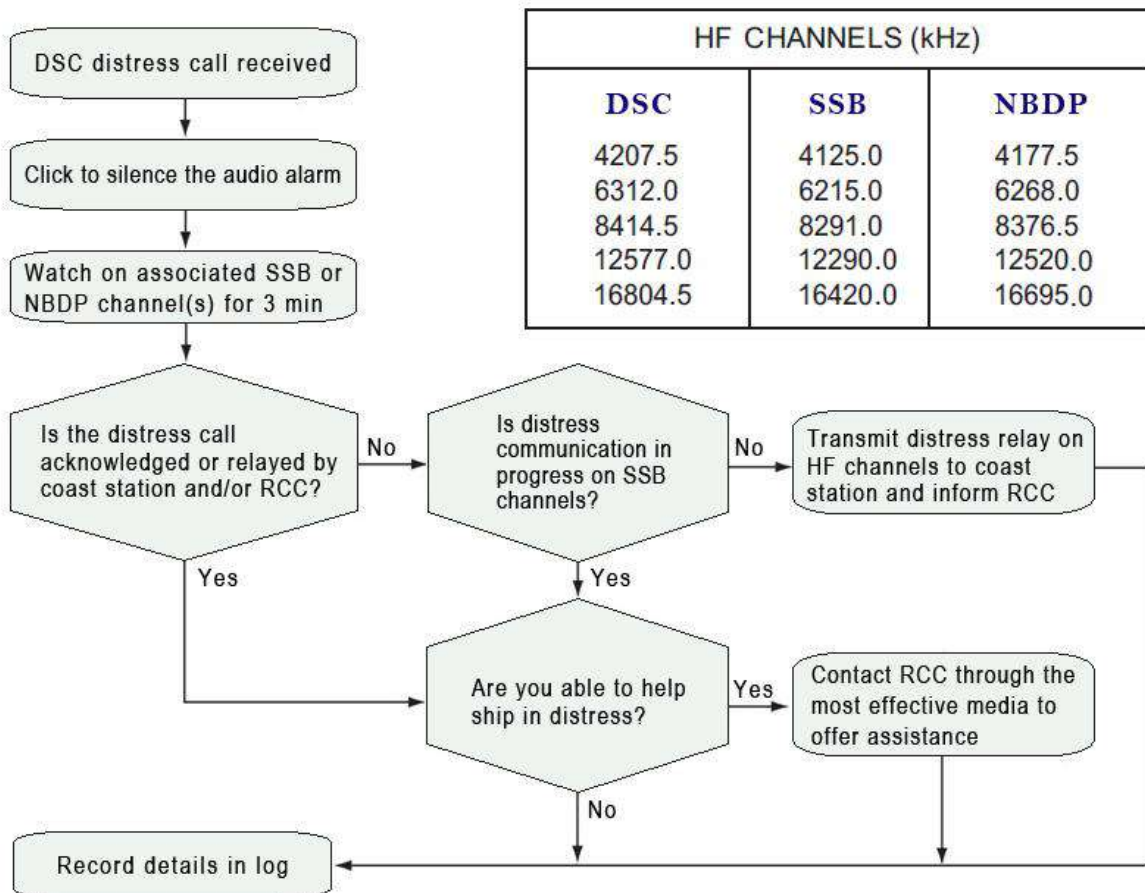 DSC distress call received
Click to silence the audio alarm
Watch on associated SSB or
NBDP channel(s) for 3 min
HF CHANNELS (kHz)
DSC SSB NBDP
4207.5 4125.0 4177.5
6312.0 6215.0 6268.0
8414.5 8291.0 8376.5
12577.0 12290.0 12520.0
16804.5 16420.0 16695.0
Is the distress call
acknowledged or relayed by
coast station and/or RCC?
No
Yes
Is distress
communication in
progress on SSB
channels?
No
Yes
Transmit distress relay on
HF channels to coast
station and inform RCC
Are you able to help
ship in distress?
Yes
No
Contact RCC through the
most effective media to
offer assistance
Record details in log